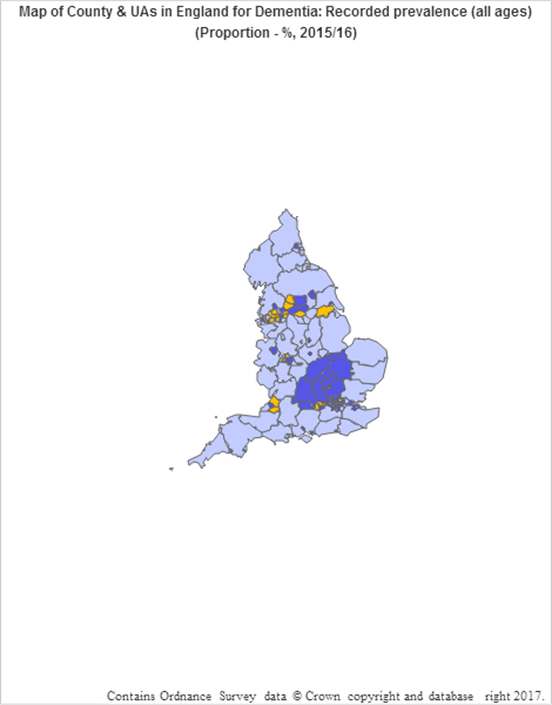 Map of County & UAs in England for Dementia: Recorded prevalence (all ages)
(Proportion - %, 2015/16)
Contains Ordnance Survey data © Crown copyright and database right 2017.